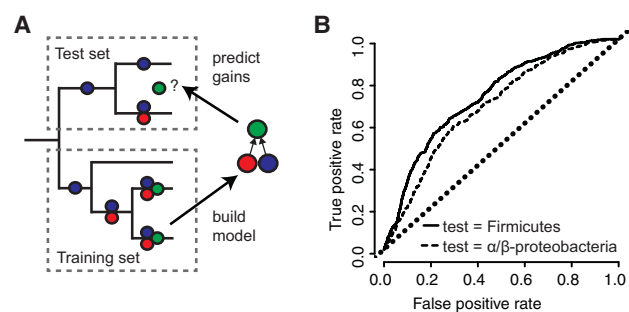 A
Test set
predict
gains
?
build
model
Training set
B
True positive rate
1.0
0.8
0.6
0.4
0.2
0.0
test = Firmicutes
test = α/β-proteobacteria
0.0 0.2 0.4 0.6 0.8 1.0
False positive rate